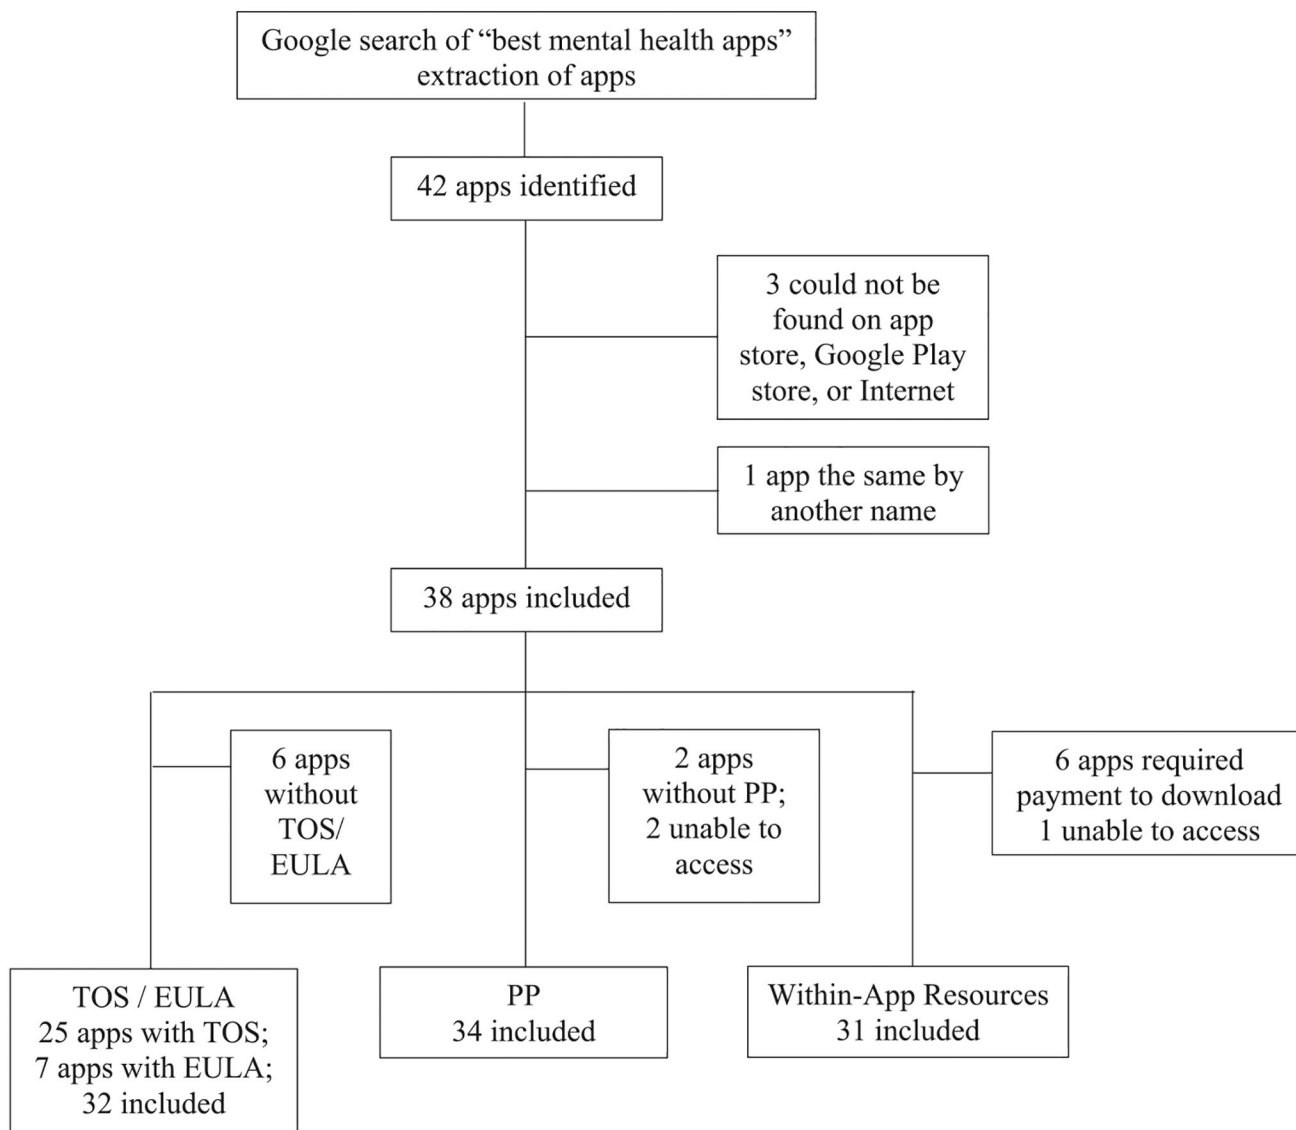 Google search of “best mental health apps”
extraction of apps
42 apps identified
3 could not be
found on app
store, Google Play
store, or Internet
1 app the same by
another name
38 apps included
6 apps
without
TOS/
EULA
2 apps
without PP;
2 unable to
access
6 apps required
payment to download
1 unable to access
TOS / EULA
25 apps with TOS;
7 apps with EULA;
32 included
PP
34 included
Within-App Resources
31 included